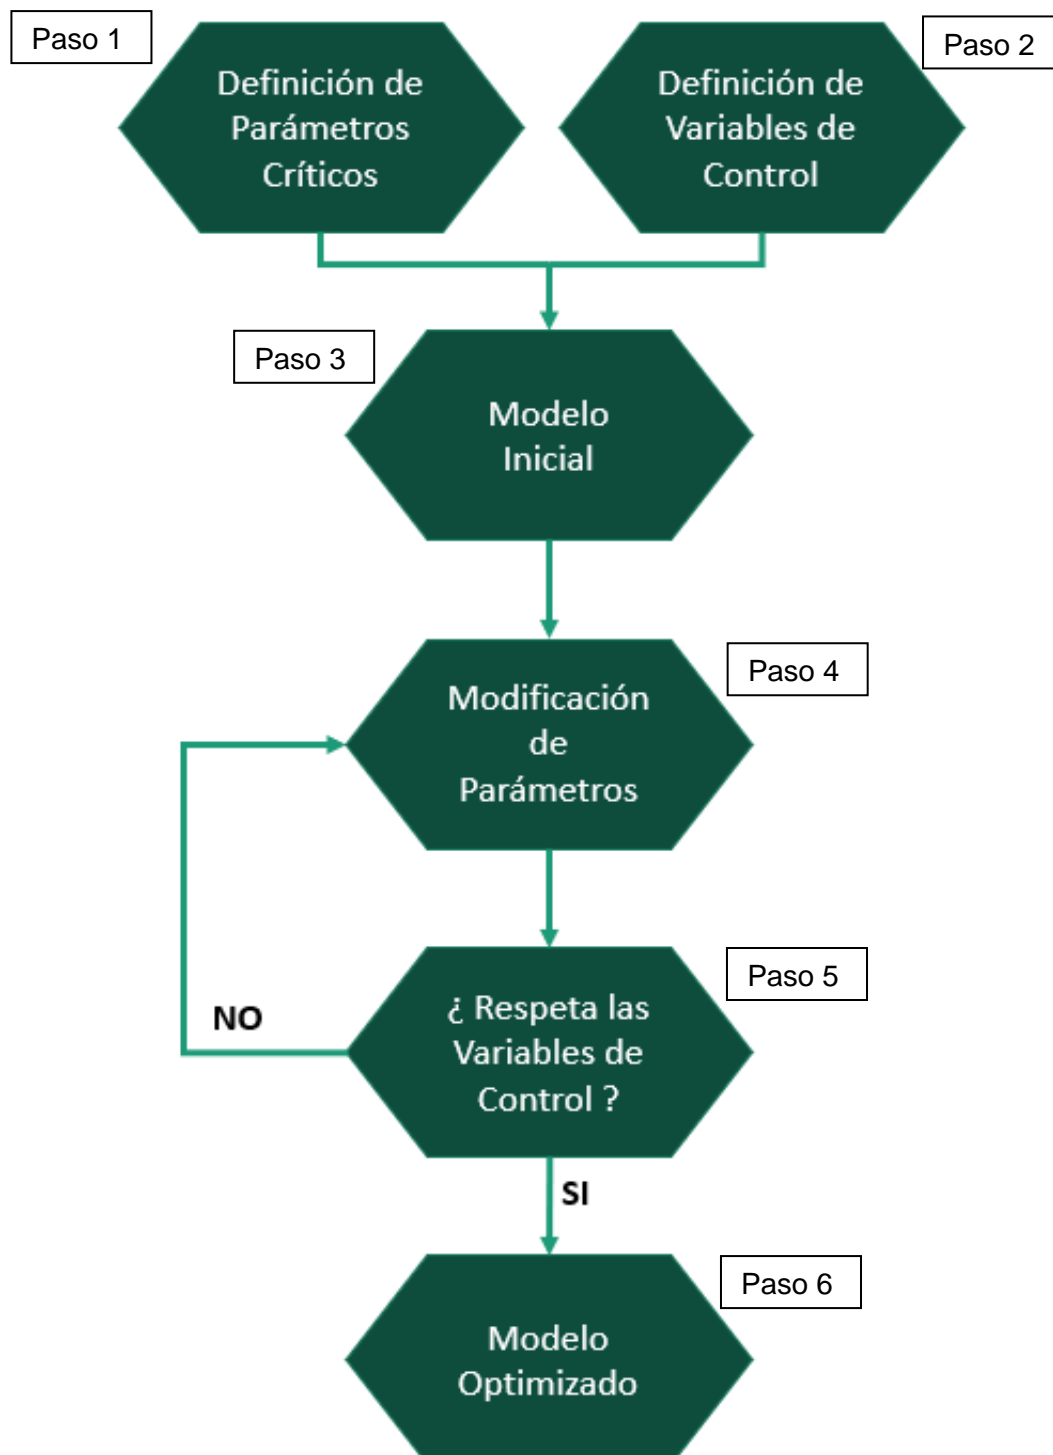 Paso 1
Definición de
Parámetros
Críticos
Paso 2
Definición de
Variables de
Control
Paso 3
Modelo
Inicial
Paso 4
Modificación
de
Parámetros
Paso 5
¿ Respeta las
Variables de
Control ?
NO
SI
Paso 6
Modelo
Optimizado